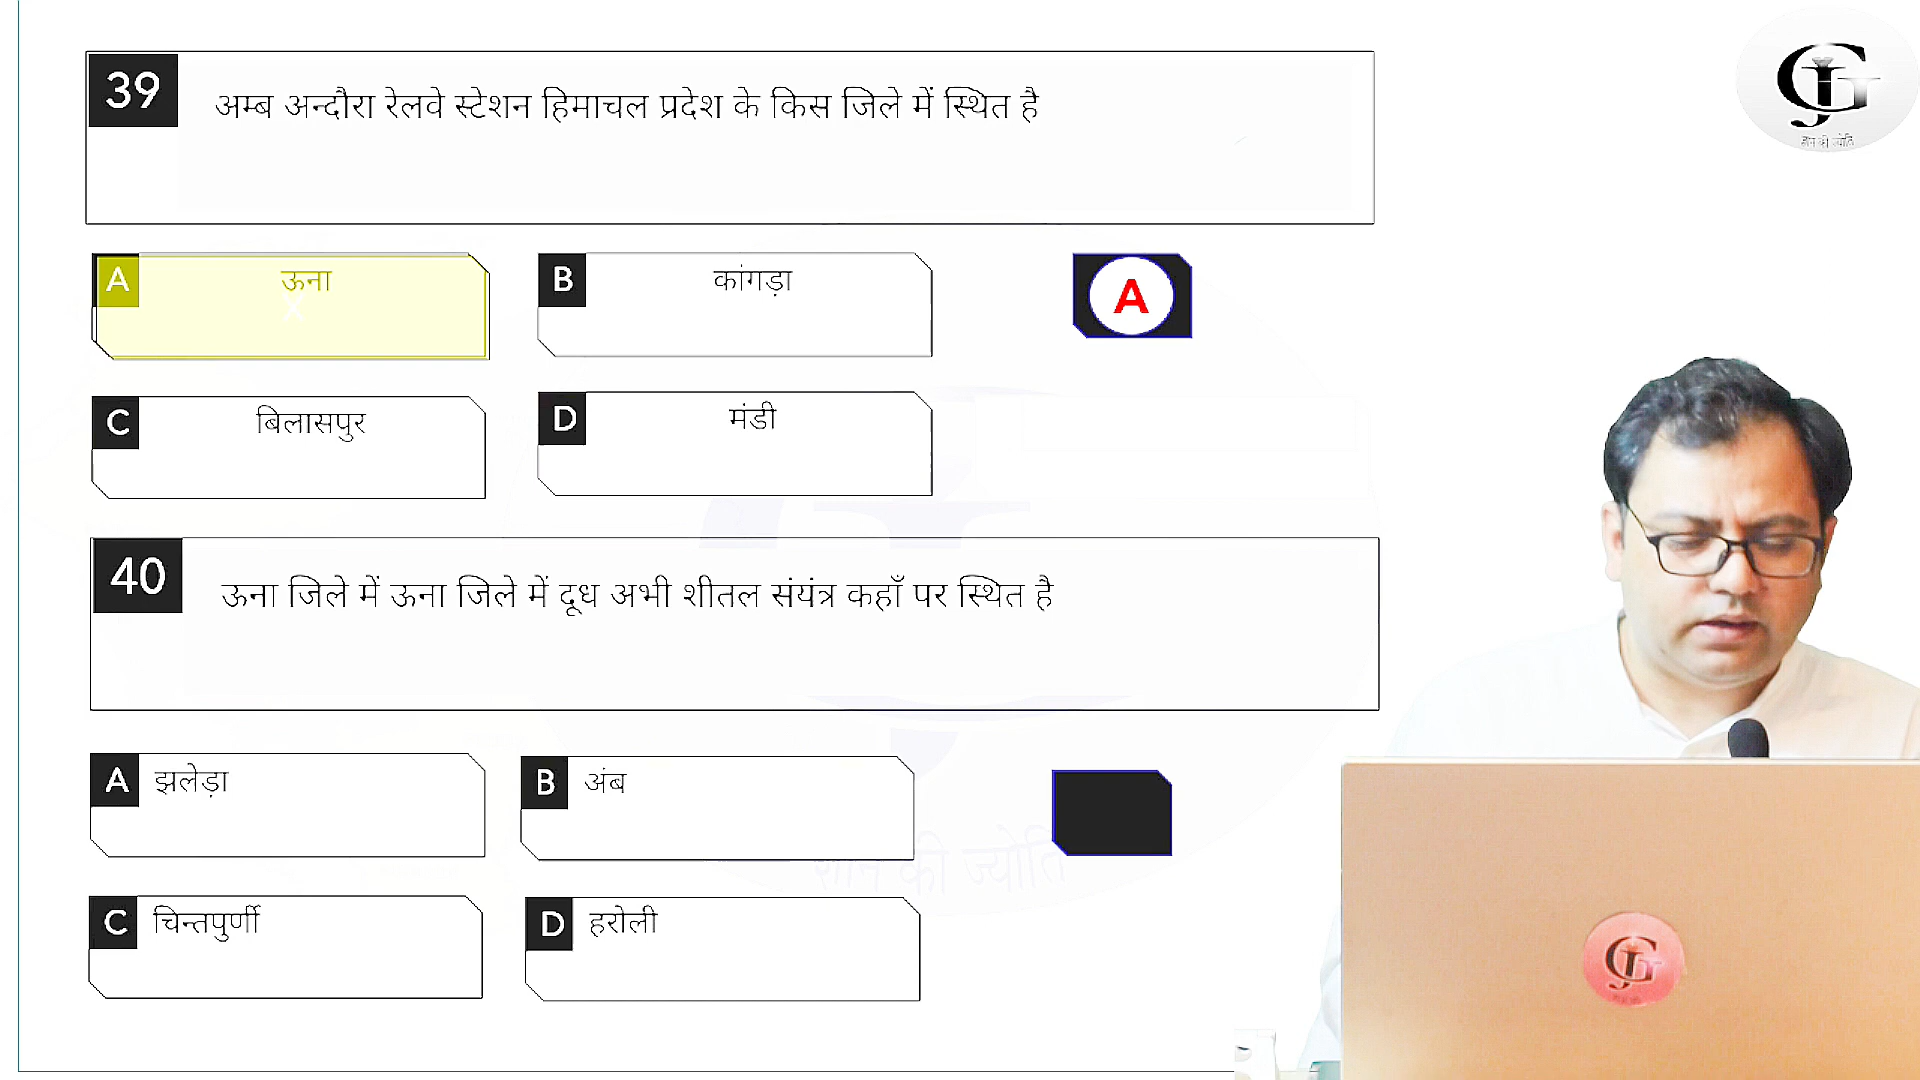 39
अम्ब अन्दौरा रेलवे स्टेशन हिमाचल प्रदेश के किस जिले में स्थित है
A ऊना
B कांगड़ा
A
C बिलासपुर
D मंडी
40
ऊना जिले में ऊना जिले में दूध अभी शीतल संयंत्र कहाँ पर स्थित है
A झलेड़ा
B अंब
C चिन्तपुर्णी
D हरोली
ज्ञान की ज्योति